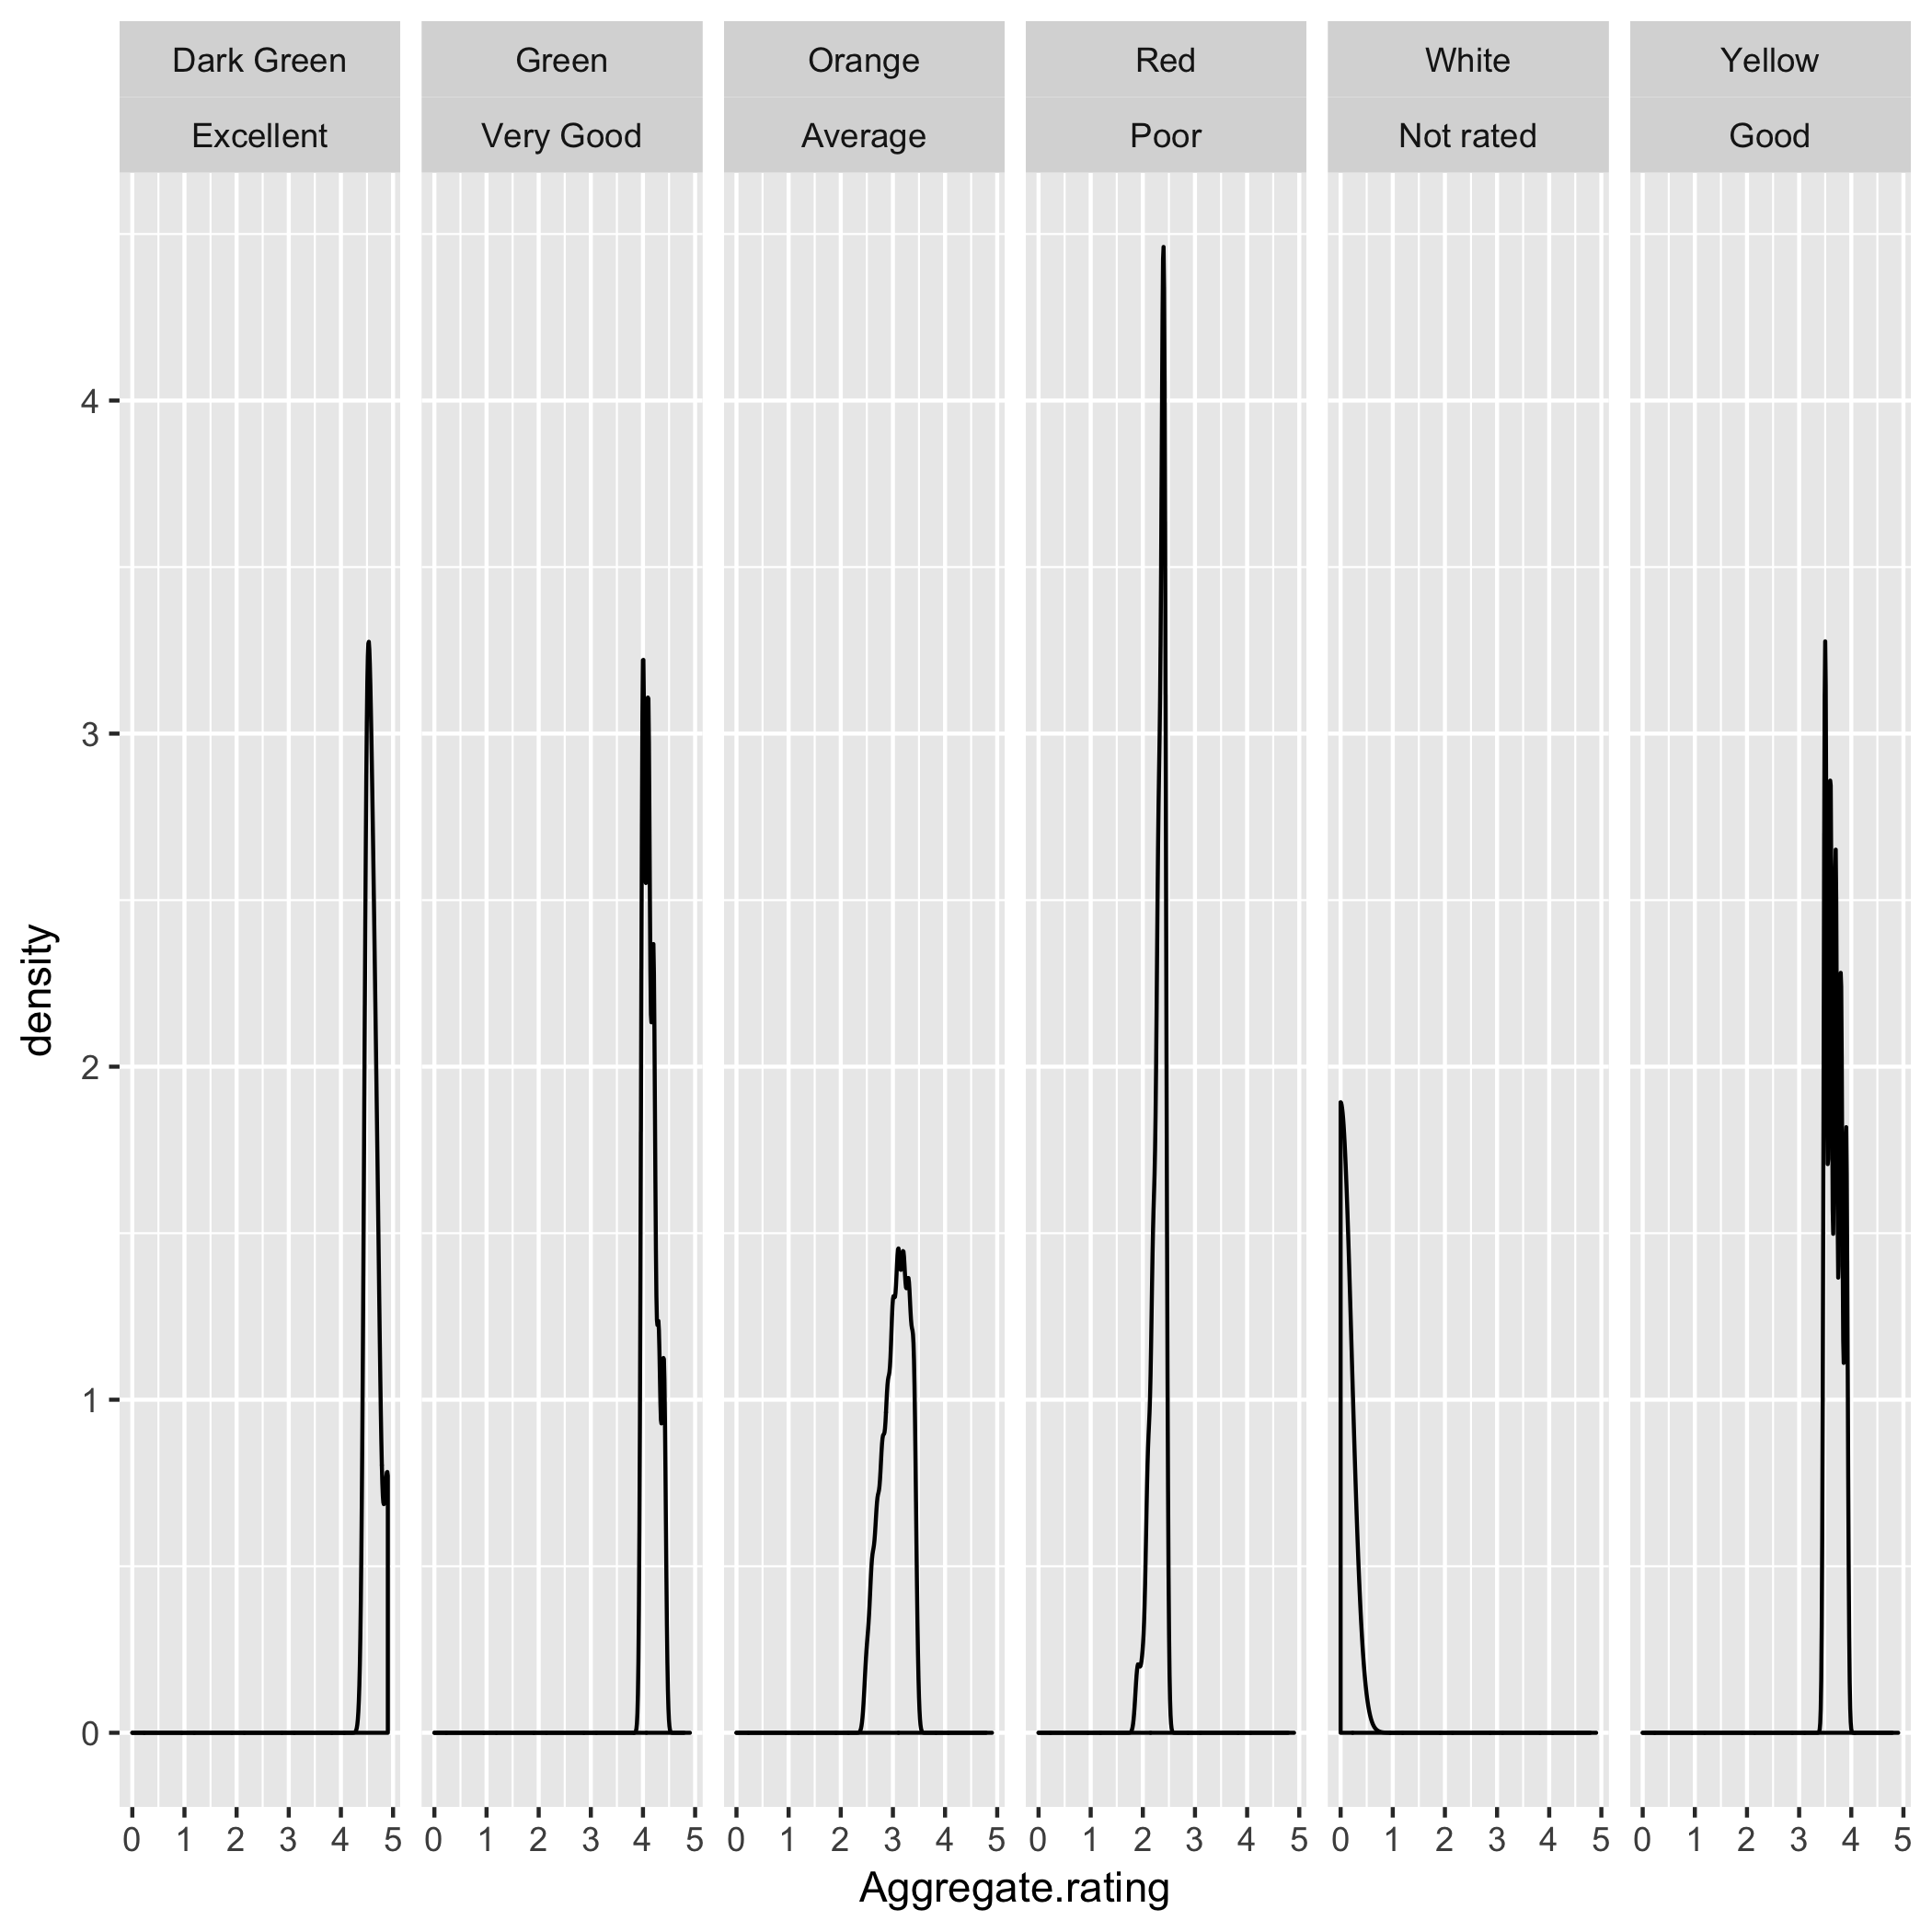 Dark Green Green Orange Red White Yellow
Excellent Very Good Average Poor Not rated Good
4
3
2
1
0
density
0 1 2 3 4 5 0 1 2 3 4 5 0 1 2 3 4 5 0 1 2 3 4 5 0 1 2 3 4 5 0 1 2 3 4 5
Aggregate.rating